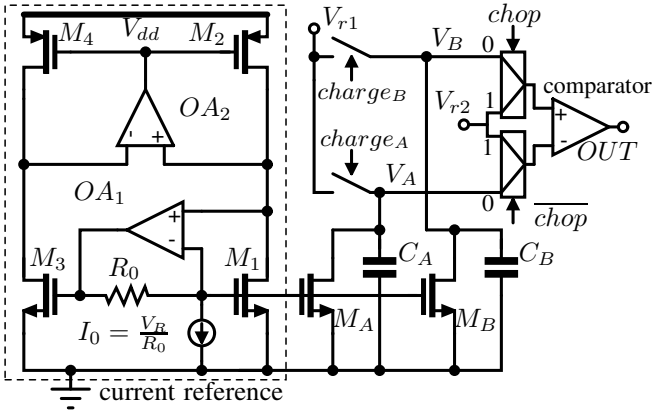 chop
M4
Vdd
M2
Vr1
VB
0
comparator
OA2
chargeB
Vr2
1
+
-
OUT
- +
chargeA
1
OA1
VA
0
chop
+
-
M3
R0
M1
CA
CB
I0 = VR/R0
MA
MB
current reference